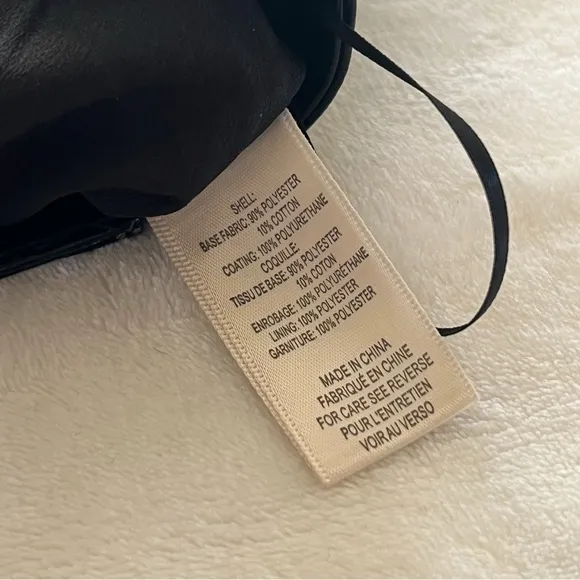 SHELL:
BASE FABRIC: 90% POLYESTER
10% COTTON
COATING: 100% POLYURETHANE
COQUILLE:
TISSU DE BASE: 90% POLYESTER
10% COTON
ENROBAGE: 100% POLYURÉTHANE
LINING: 100% POLYESTER
GARNITURE: 100% POLYESTER
MADE IN CHINA
FABRIQUÉ EN CHINE
FOR CARE SEE REVERSE
POUR L'ENTRETIEN
VOIR AU VERSO